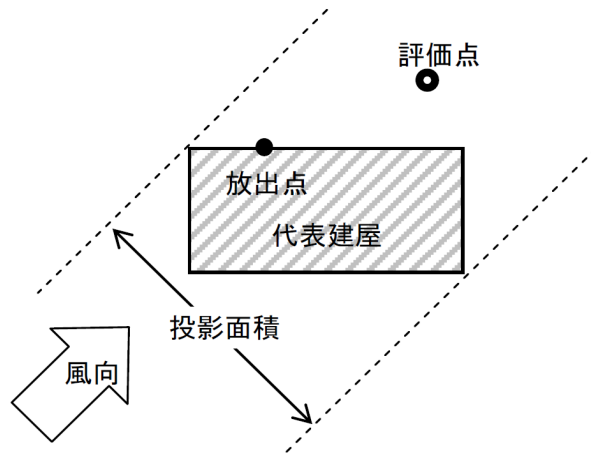 評価点
放出点
代表建屋
投影面積
風向